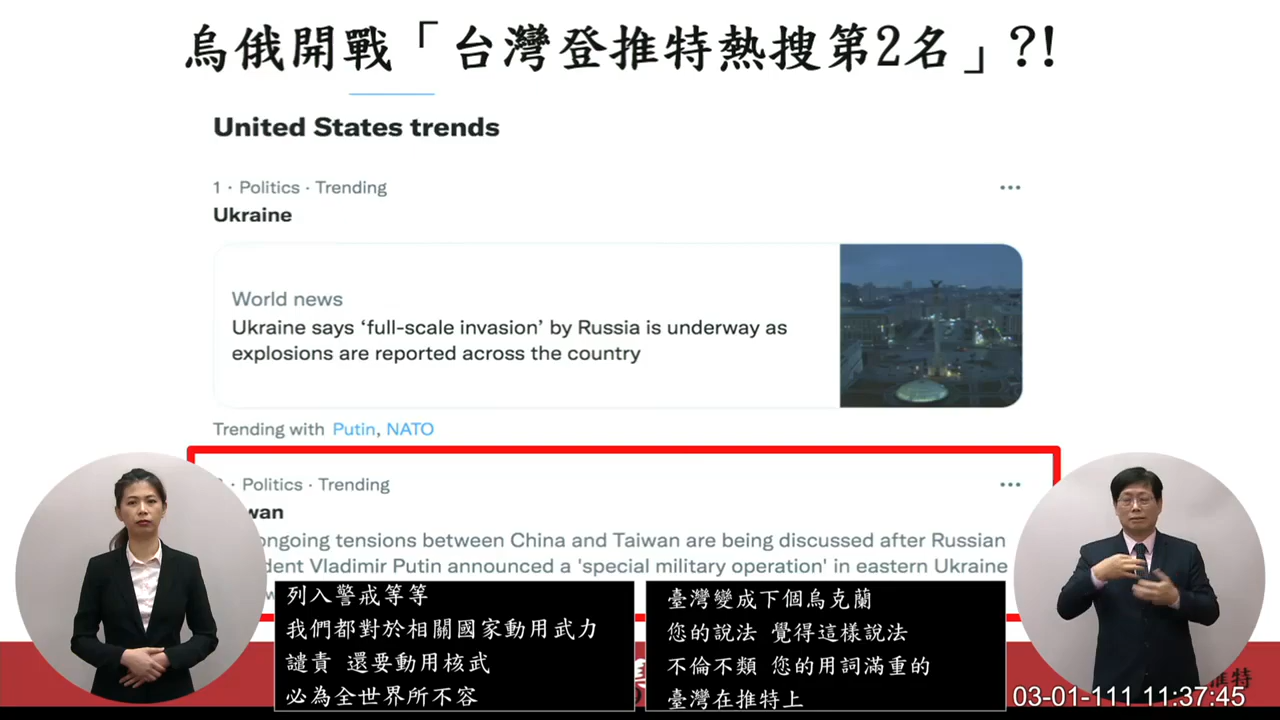 烏俄開戰「台灣登推特熱搜第2名」?!
United States trends
1 · Politics · Trending
Ukraine
World news
Ukraine says ‘full-scale invasion’ by Russia is underway as
explosions are reported across the country
Trending with Putin, NATO
· Politics · Trending
wan
ongoing tensions between China and Taiwan are being discussed after Russian
dent Vladimir Putin announced a 'special military operation' in eastern Ukraine
列入警戒等等
我們都對於相關國家動用武力
譴責 還要動用核武
必為全世界所不容
臺灣變成下個烏克蘭
您的說法 覺得這樣說法
不倫不類 您的用詞滿重的
臺灣在推特上
推特
03-01-111 11:37:45